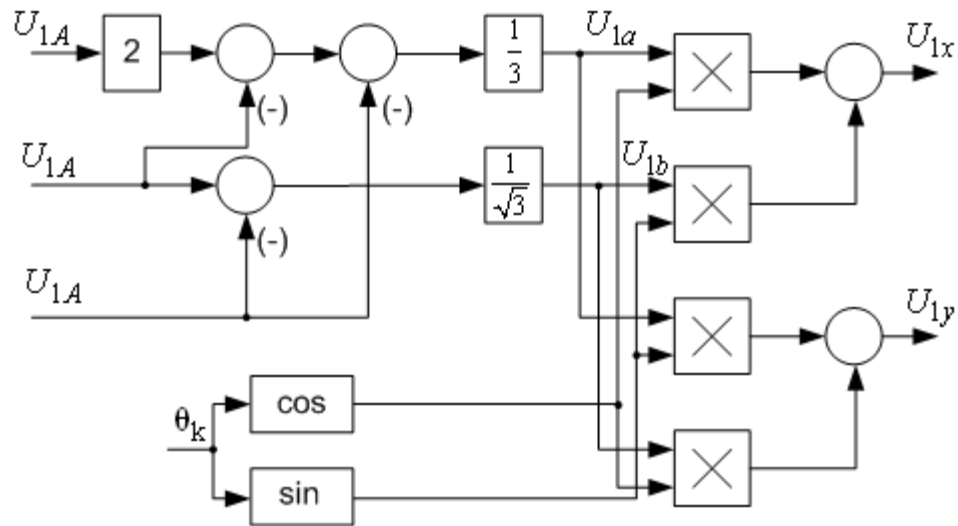 U1A
2
(-)
(-)
1/3
U1a
U1x
U1A
(-)
1/√3
U1b
U1A
U1y
θk
cos
sin